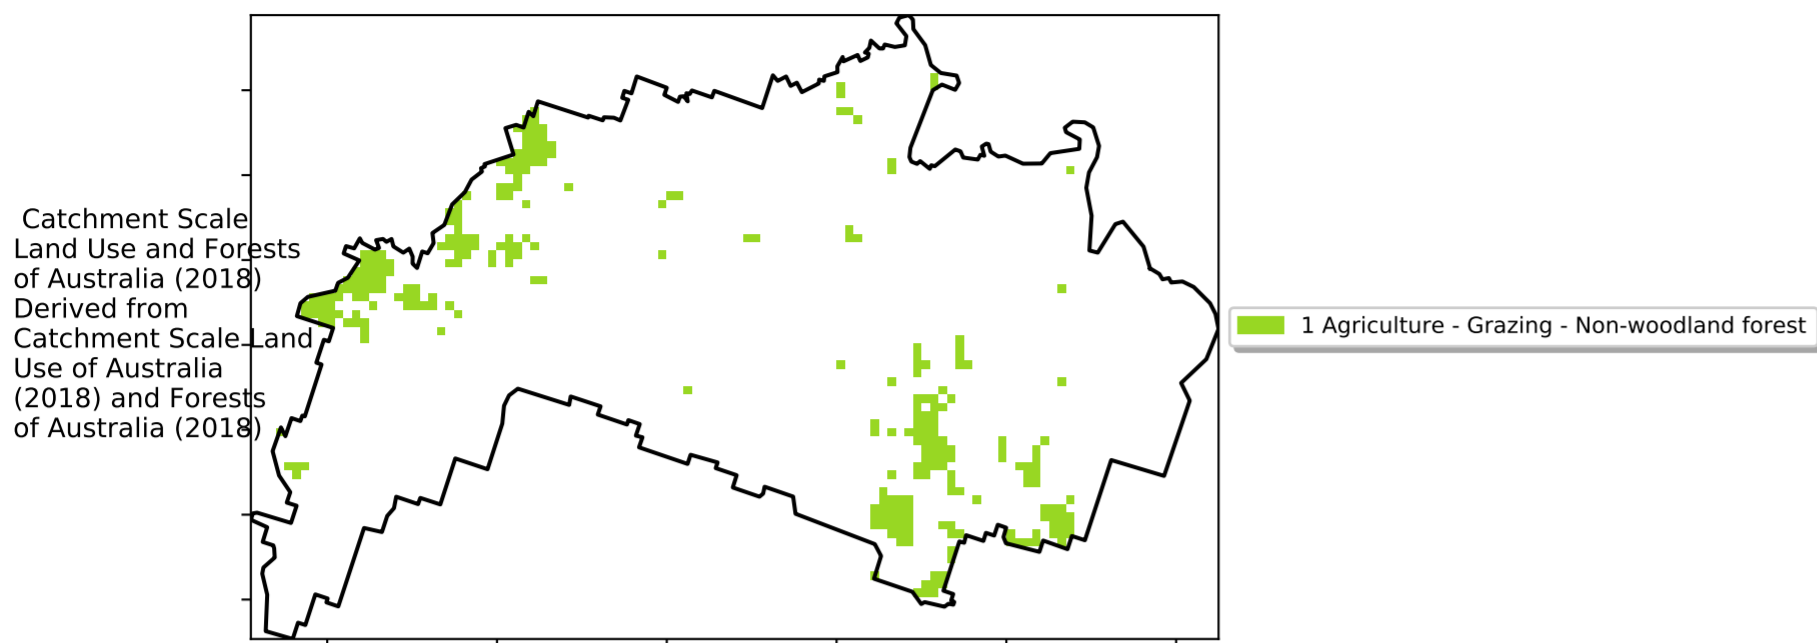 Catchment Scale
Land Use and Forests
of Australia (2018)
Derived from
Catchment Scale Land
Use of Australia
(2018) and Forests
of Australia (2018)
1 Agriculture - Grazing - Non-woodland forest